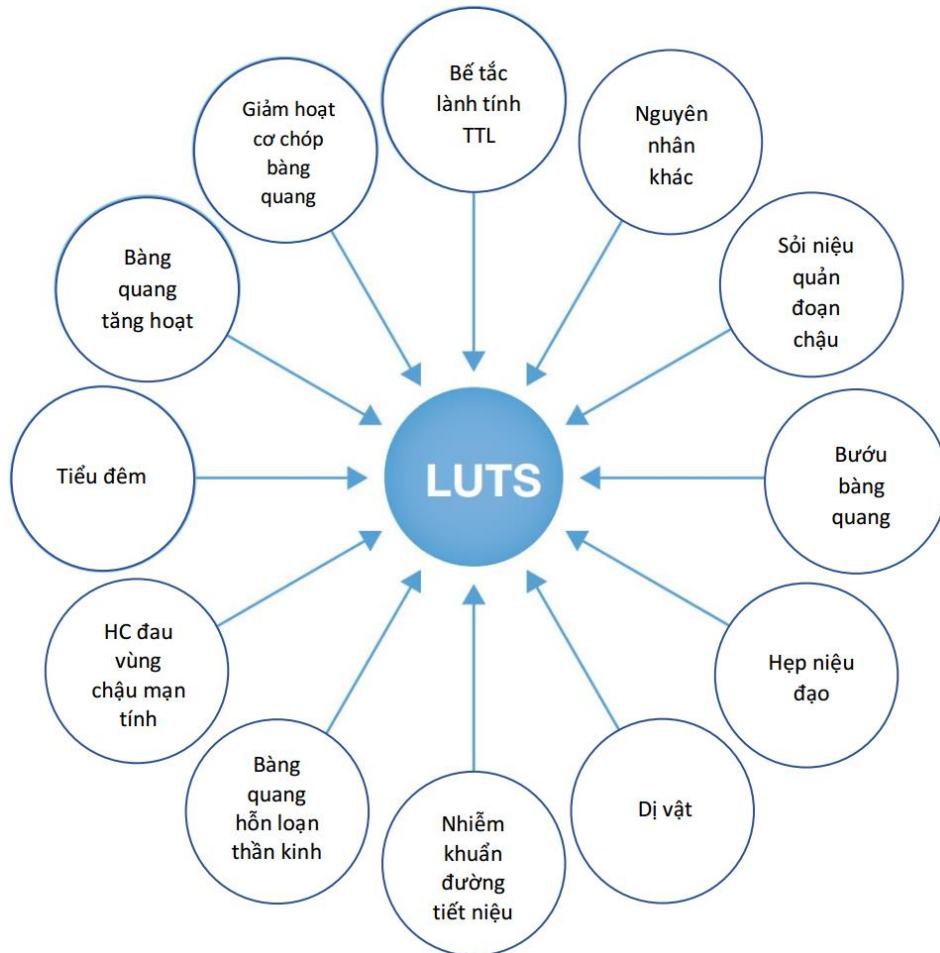 Bế tắc
lành tính
TTL
Nguyên
nhân
khác
Sỏi niệu
quản
đoạn
chậu
Bướu
bàng
quang
Hẹp niệu
đạo
Dị vật
Nhiễm
khuẩn
đường
tiết niệu
Bàng
quang
hỗn loạn
thần kinh
HC đau
vùng
chậu mạn
tính
Tiểu đêm
Bàng
quang
tăng hoạt
Giảm hoạt
cơ chóp
bàng
quang
LUTS